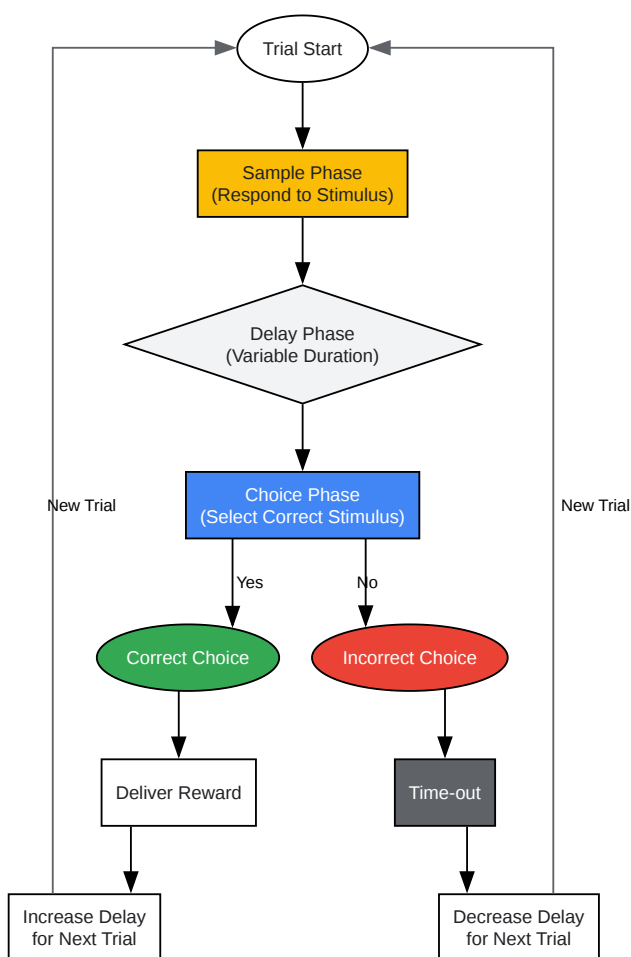 Trial Start
Sample Phase
(Respond to Stimulus)
Delay Phase
(Variable Duration)
Choice Phase
(Select Correct Stimulus)
New Trial
New Trial
Yes
No
Correct Choice
Incorrect Choice
Deliver Reward
Time-out
Increase Delay
for Next Trial
Decrease Delay
for Next Trial